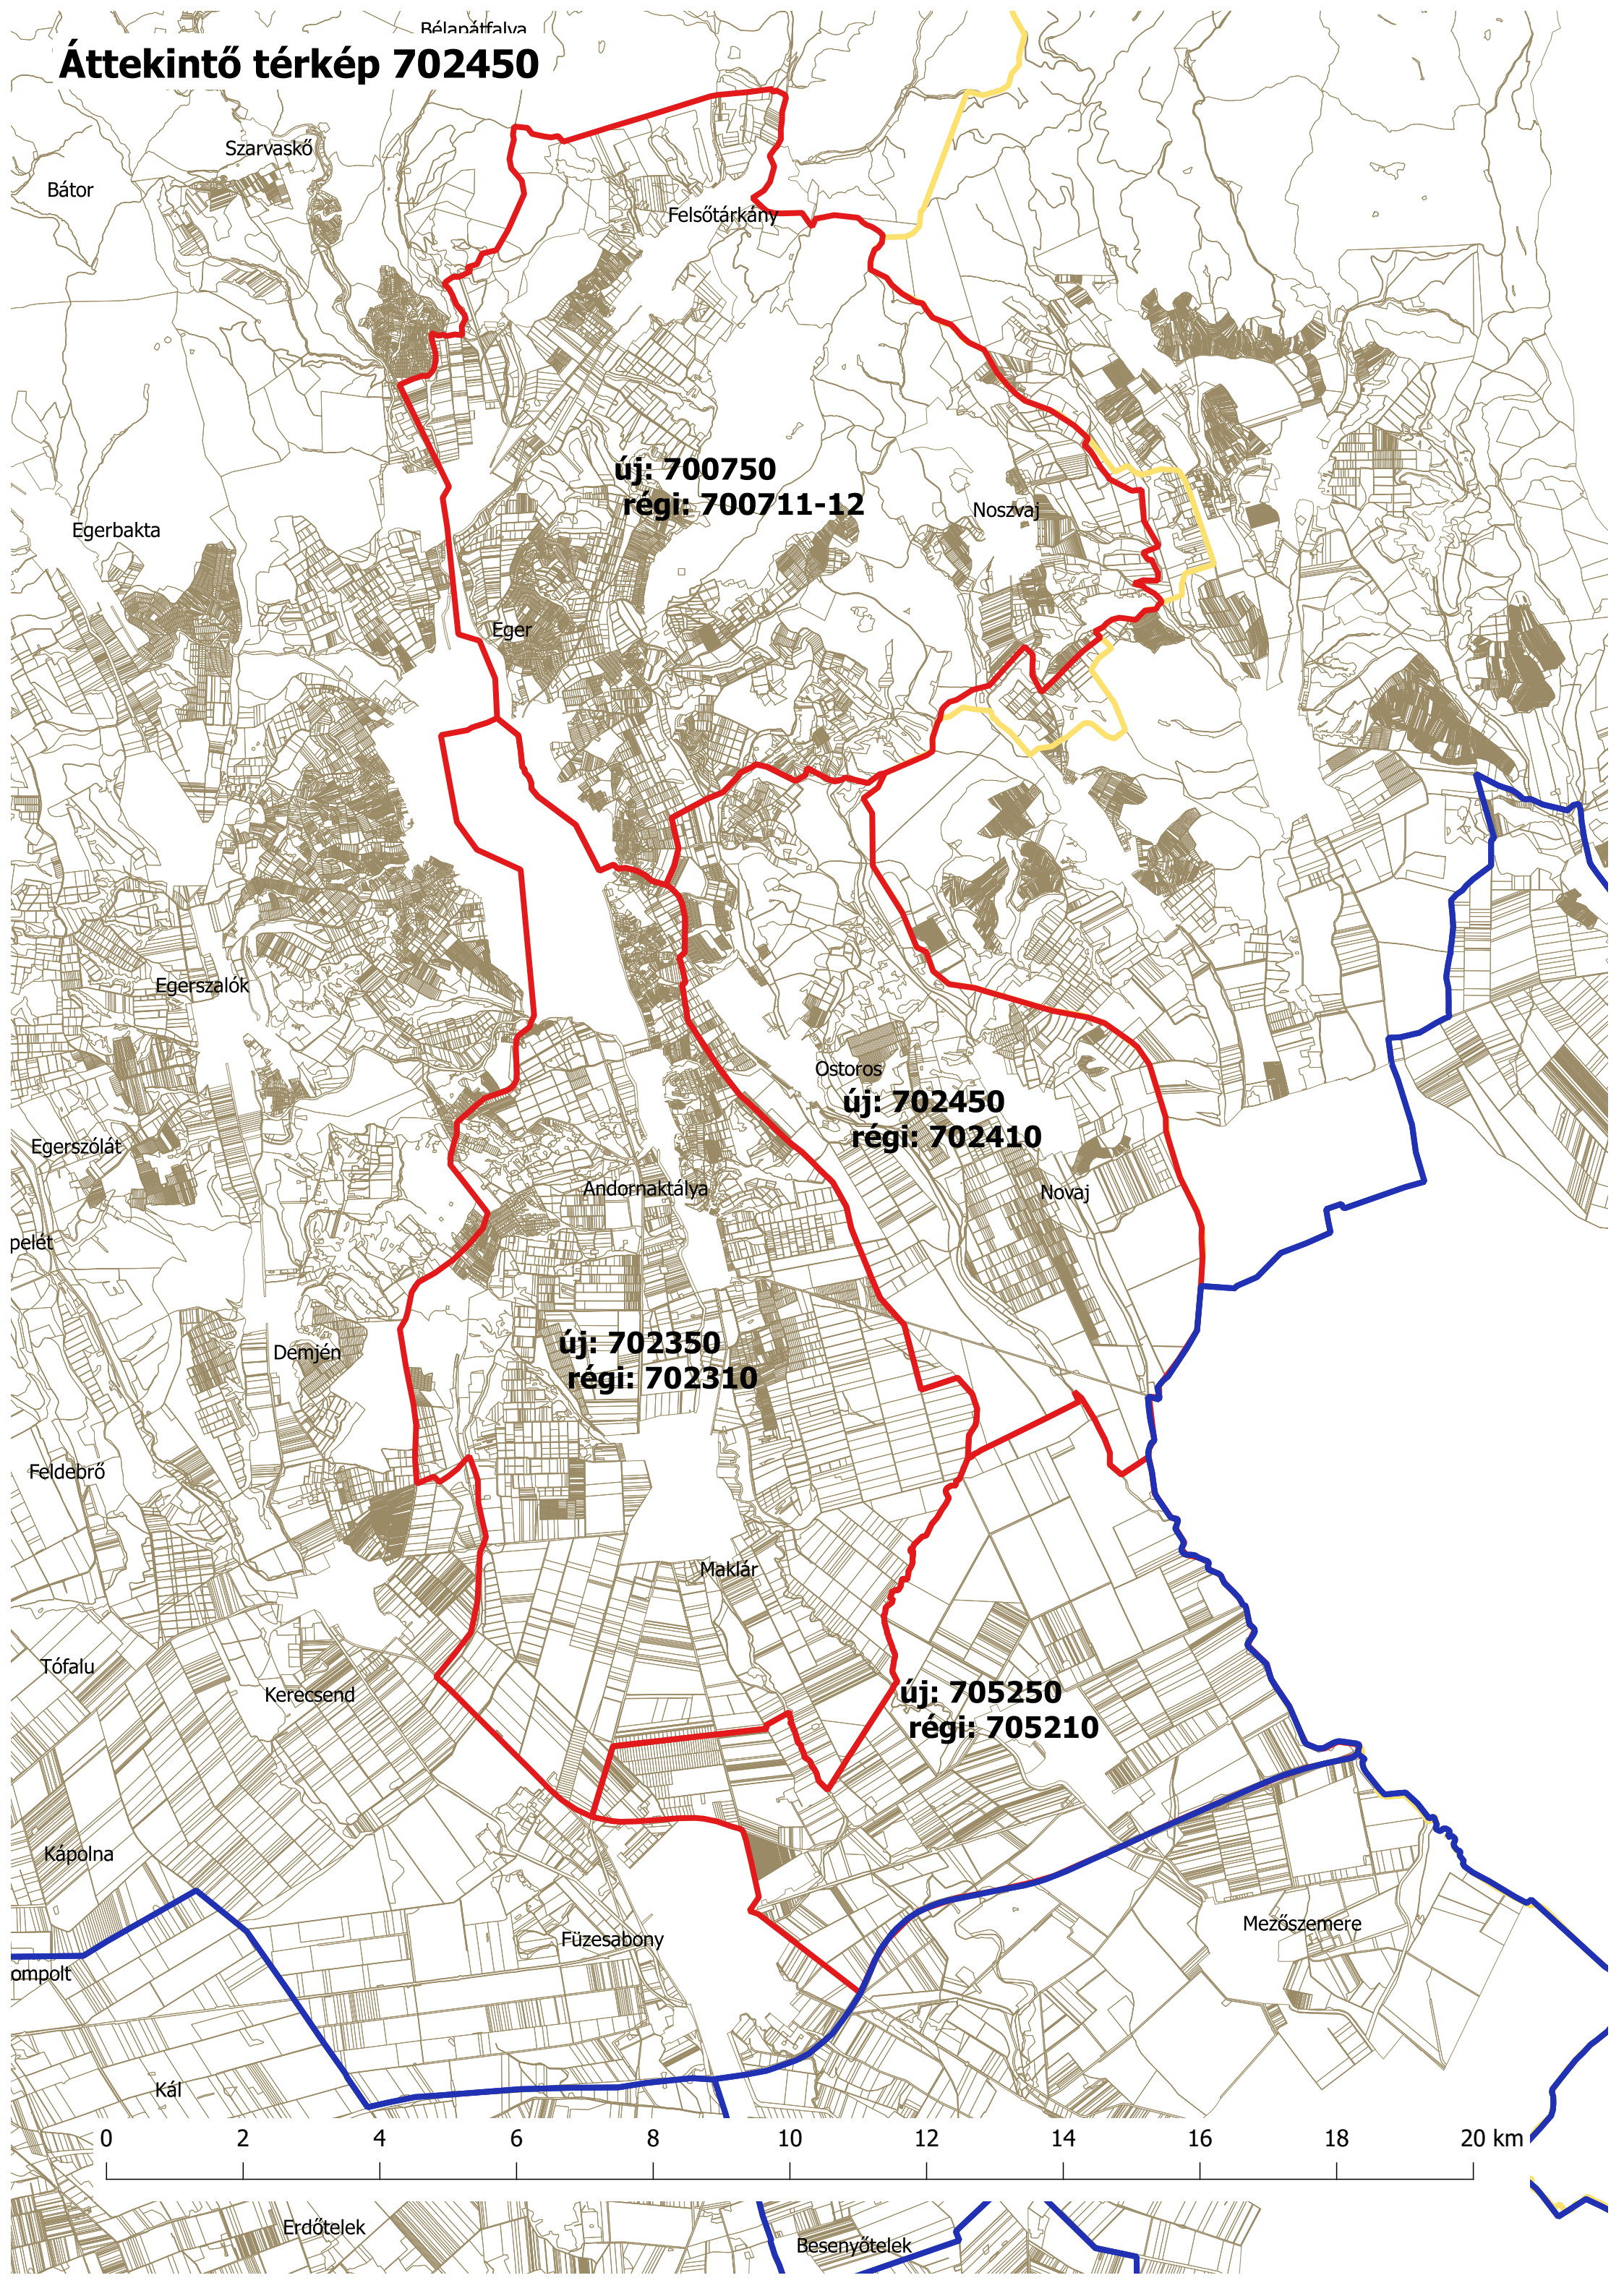 Bélapátfalva
Áttekintő térkép 702450
Szarvaskő
Bátor
Felsőtárkány
új: 700750
régi: 700711-12
Noszvaj
Egerbakta
Eger
Egerszalók
Ostoros
új: 702450
régi: 702410
Egerszólát
Andornaktálya
Novaj
pelét
új: 702350
régi: 702310
Demjén
Feldebrő
Maklár
Tófalu
Kerecsend
új: 705250
régi: 705210
Kápolna
Mezőszemere
Füzesabony
ompolt
Kál
0 2 4 6 8 10 12 14 16 18 20 km
Erdőtelek
Besenyőtelek